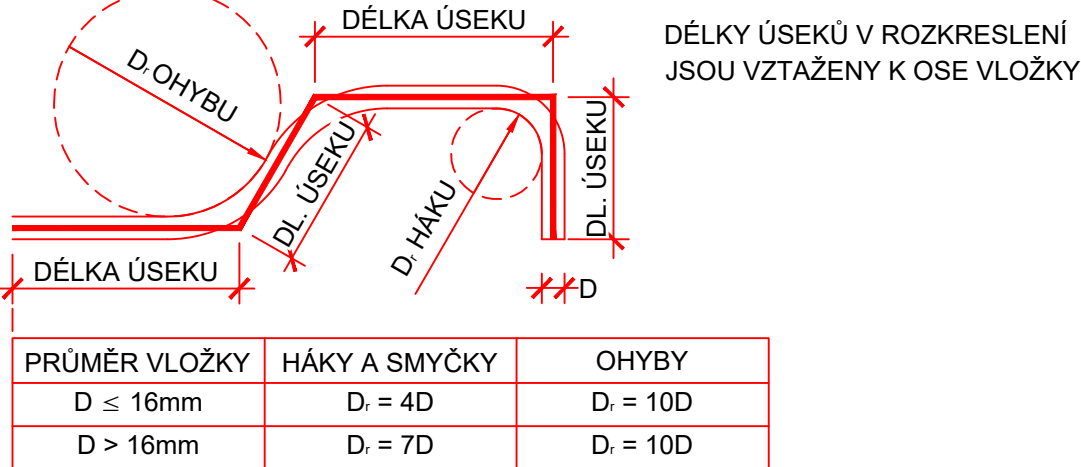 DÉLKA ÚSEKU
DÉLKY ÚSEKŮ V ROZKRESLENÍ
JSOU VZTAŽENY K OSE VLOŽKY
Dr OHYBU
DL. ÚSEKU
DL. ÚSEKU
Dr HÁKU
DÉLKA ÚSEKU
D
PRŮMĚR VLOŽKY HÁKY A SMYČKY OHYBY
D ≤ 16mm Dr = 4D Dr = 10D
D > 16mm Dr = 7D Dr = 10D